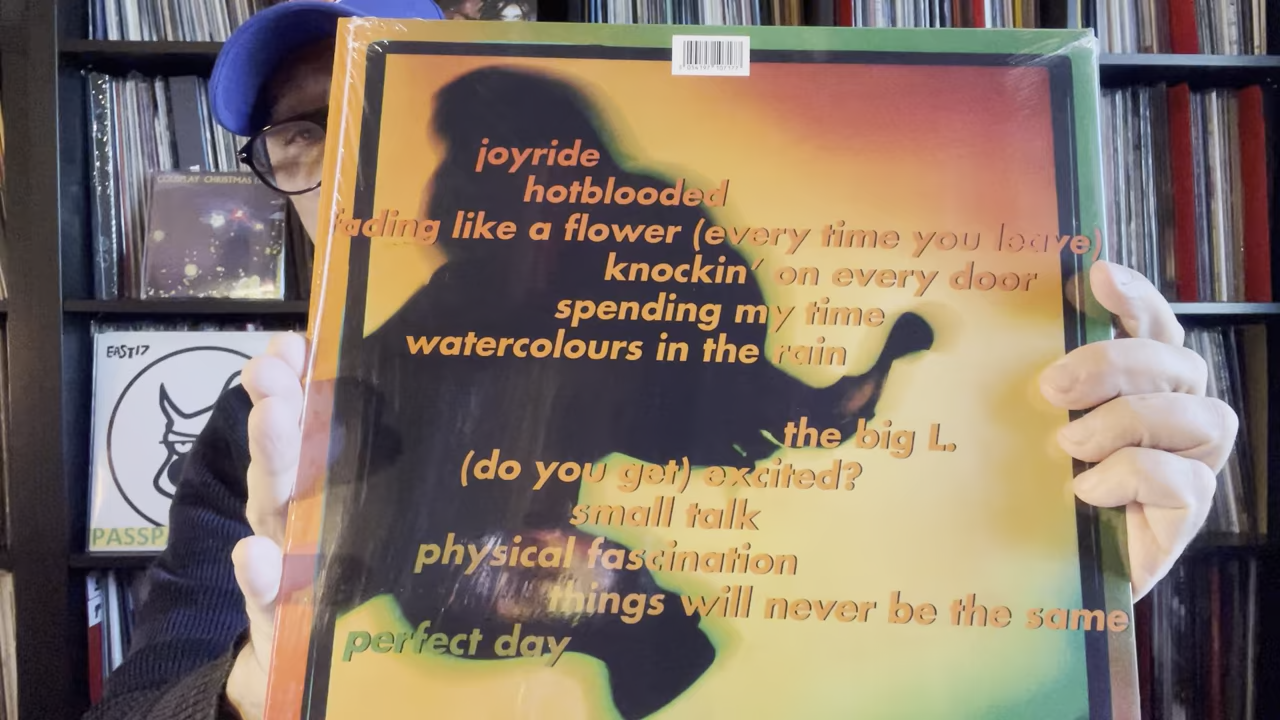 joyride
hotblooded
fading like a flower (every time you leave)
knockin' on every door
spending my time
watercolours in the rain
the big L.
(do you get) excited?
small talk
physical fascination
things will never be the same
perfect day
COLDPLAY CHRISTMAS
EAST17
PASSP